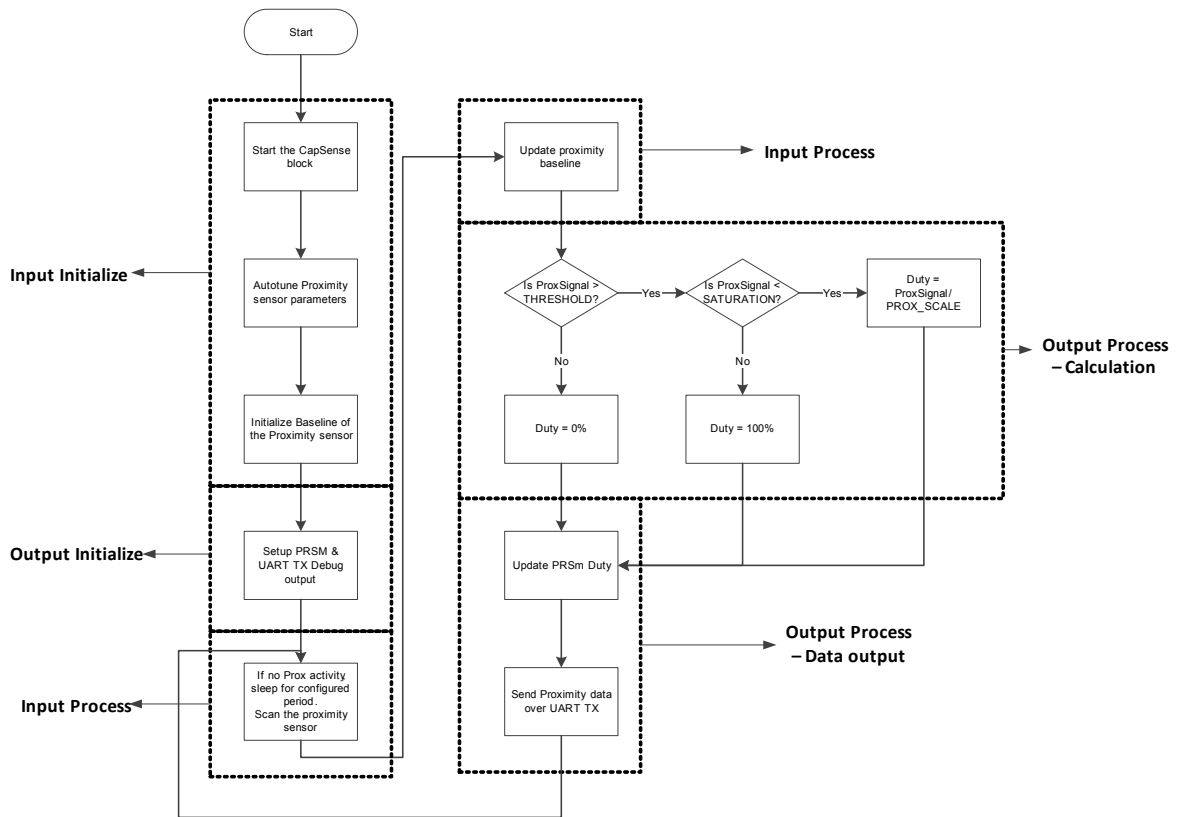 Start
Input Initialize
Start the CapSense
block
Autotune Proximity
sensor parameters
Initialize Baseline of
the Proximity sensor
Output Initialize
Setup PRSM &
UART TX Debug
output
Input Process
If no Prox activity,
sleep for configured
period.
Scan the proximity
sensor
Update proximity
baseline
Input Process
Is ProxSignal >
THRESHOLD?
Yes
No
Is ProxSignal <
SATURATION?
Yes
No
Duty =
ProxSignal/
PROX_SCALE
Duty = 0%
Duty = 100%
Output Process
– Calculation
Update PRSm Duty
Send Proximity data
over UART TX
Output Process
– Data output